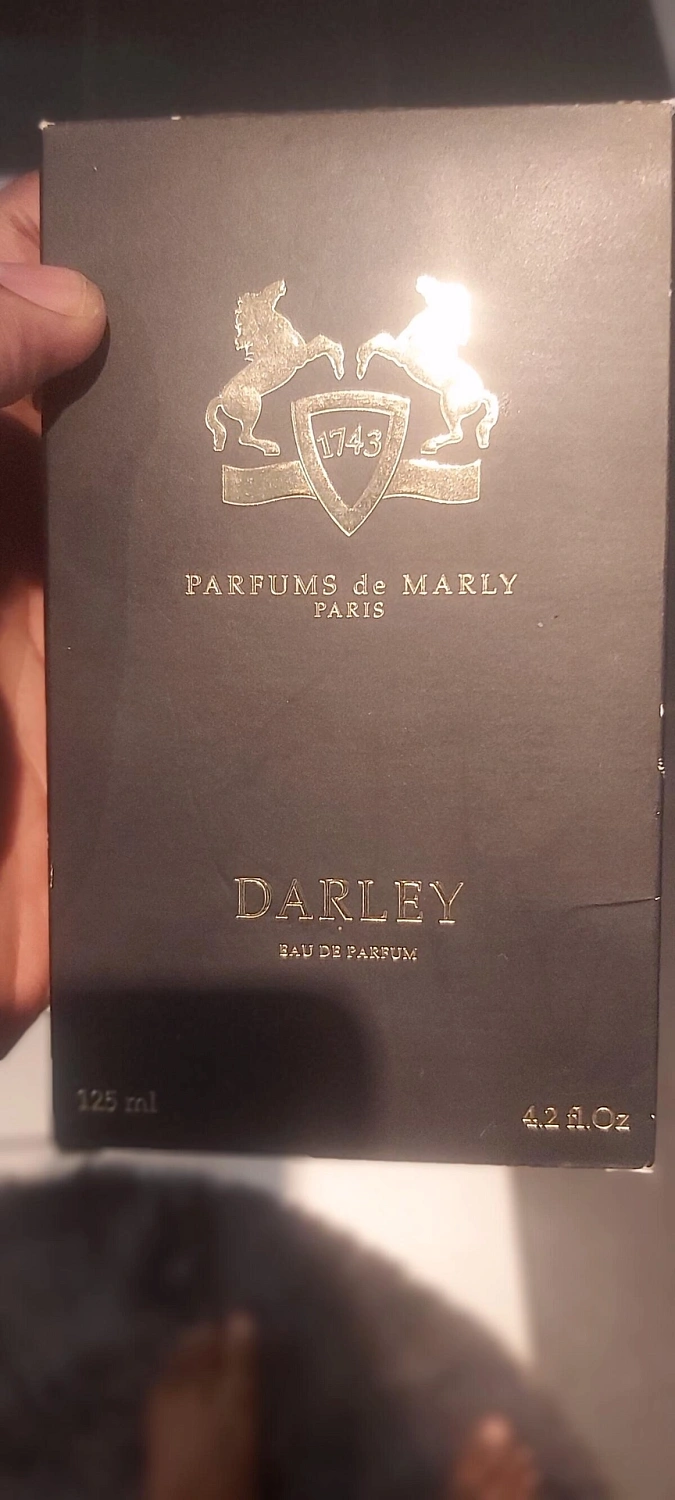 1743
PARFUMS de MARLY
PARIS
DARLEY
EAU DE PARFUM
125 ml
4.2 fl.Oz